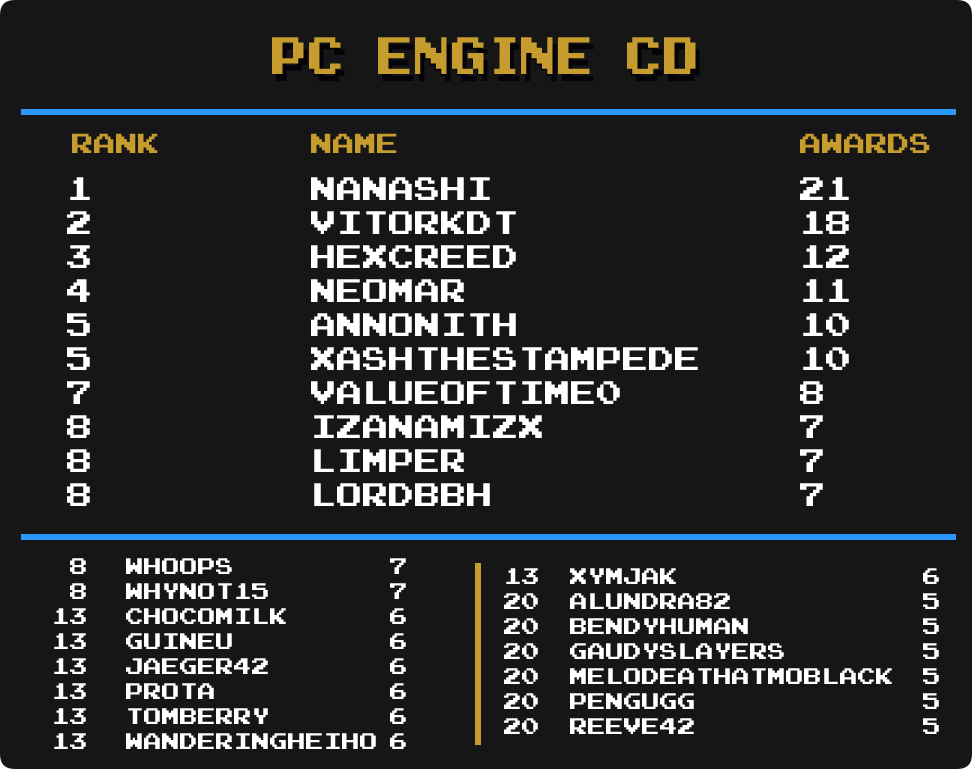 PC ENGINE CD
RANK NAME AWARDS
1 NANASHI 21
2 VITORKDT 18
3 HEXCREED 12
4 NEOMAR 11
5 ANNONITH 10
5 XASHTHESTAMPEDE 10
7 VALUEOFTIME0 8
8 IZANAMIZX 7
8 LIMPER 7
8 LORDBBH 7
8 WHOOPS 7
8 WHYNOT15 7
13 CHOCOMILK 6
13 GUINEU 6
13 JAEGER42 6
13 PROTA 6
13 TOMBERRY 6
13 WANDERINGHEIHO 6
13 XYMJAK 6
20 ALUNDRA82 5
20 BENDYHUMAN 5
20 GAUDYSLAYERS 5
20 MELODEATHATMOBLACK 5
20 PENGUGG 5
20 REEVE42 5